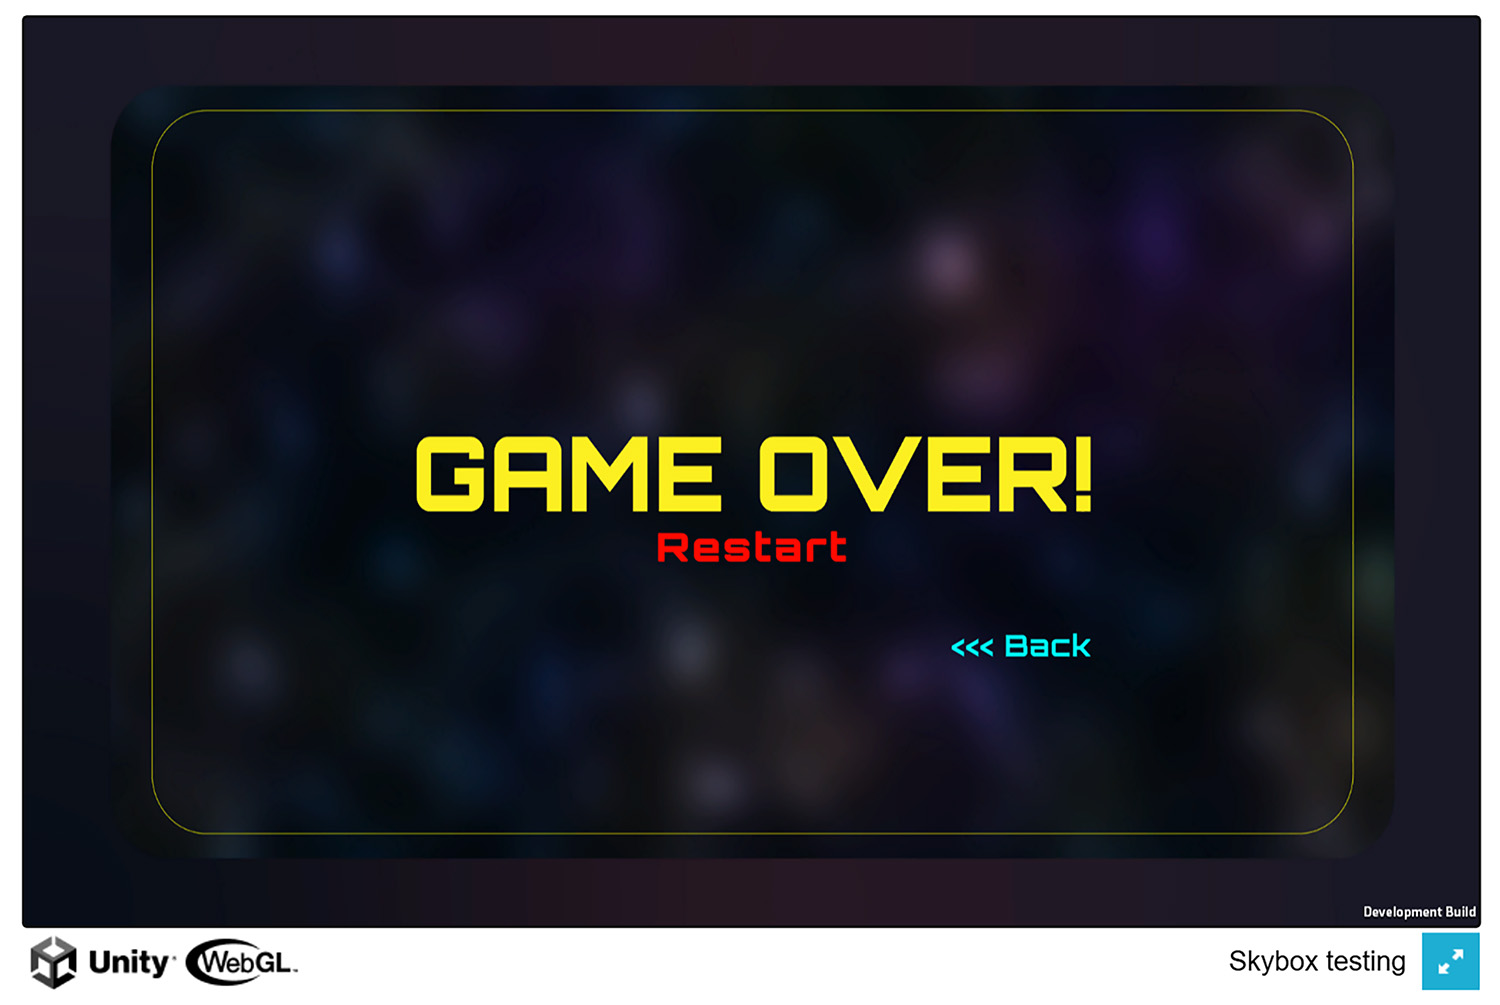 GAME OVER!
Restart
<<< Back
Development Build
Unity WebGL Skybox testing